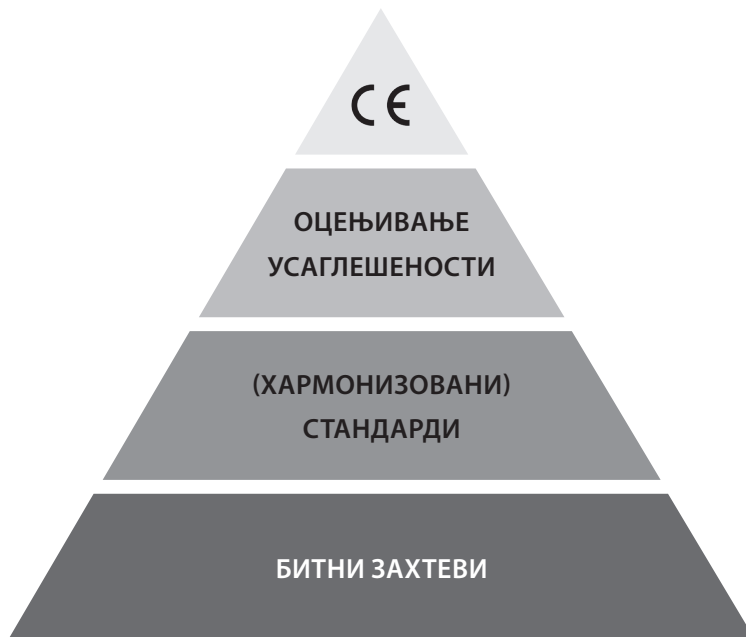 CE
ОЦЕЊИВАЊЕ
УСАГЛЕШЕНОСТИ
(ХАРМОНИЗОВАНИ)
СТАНДАРДИ
БИТНИ ЗАХТЕВИ